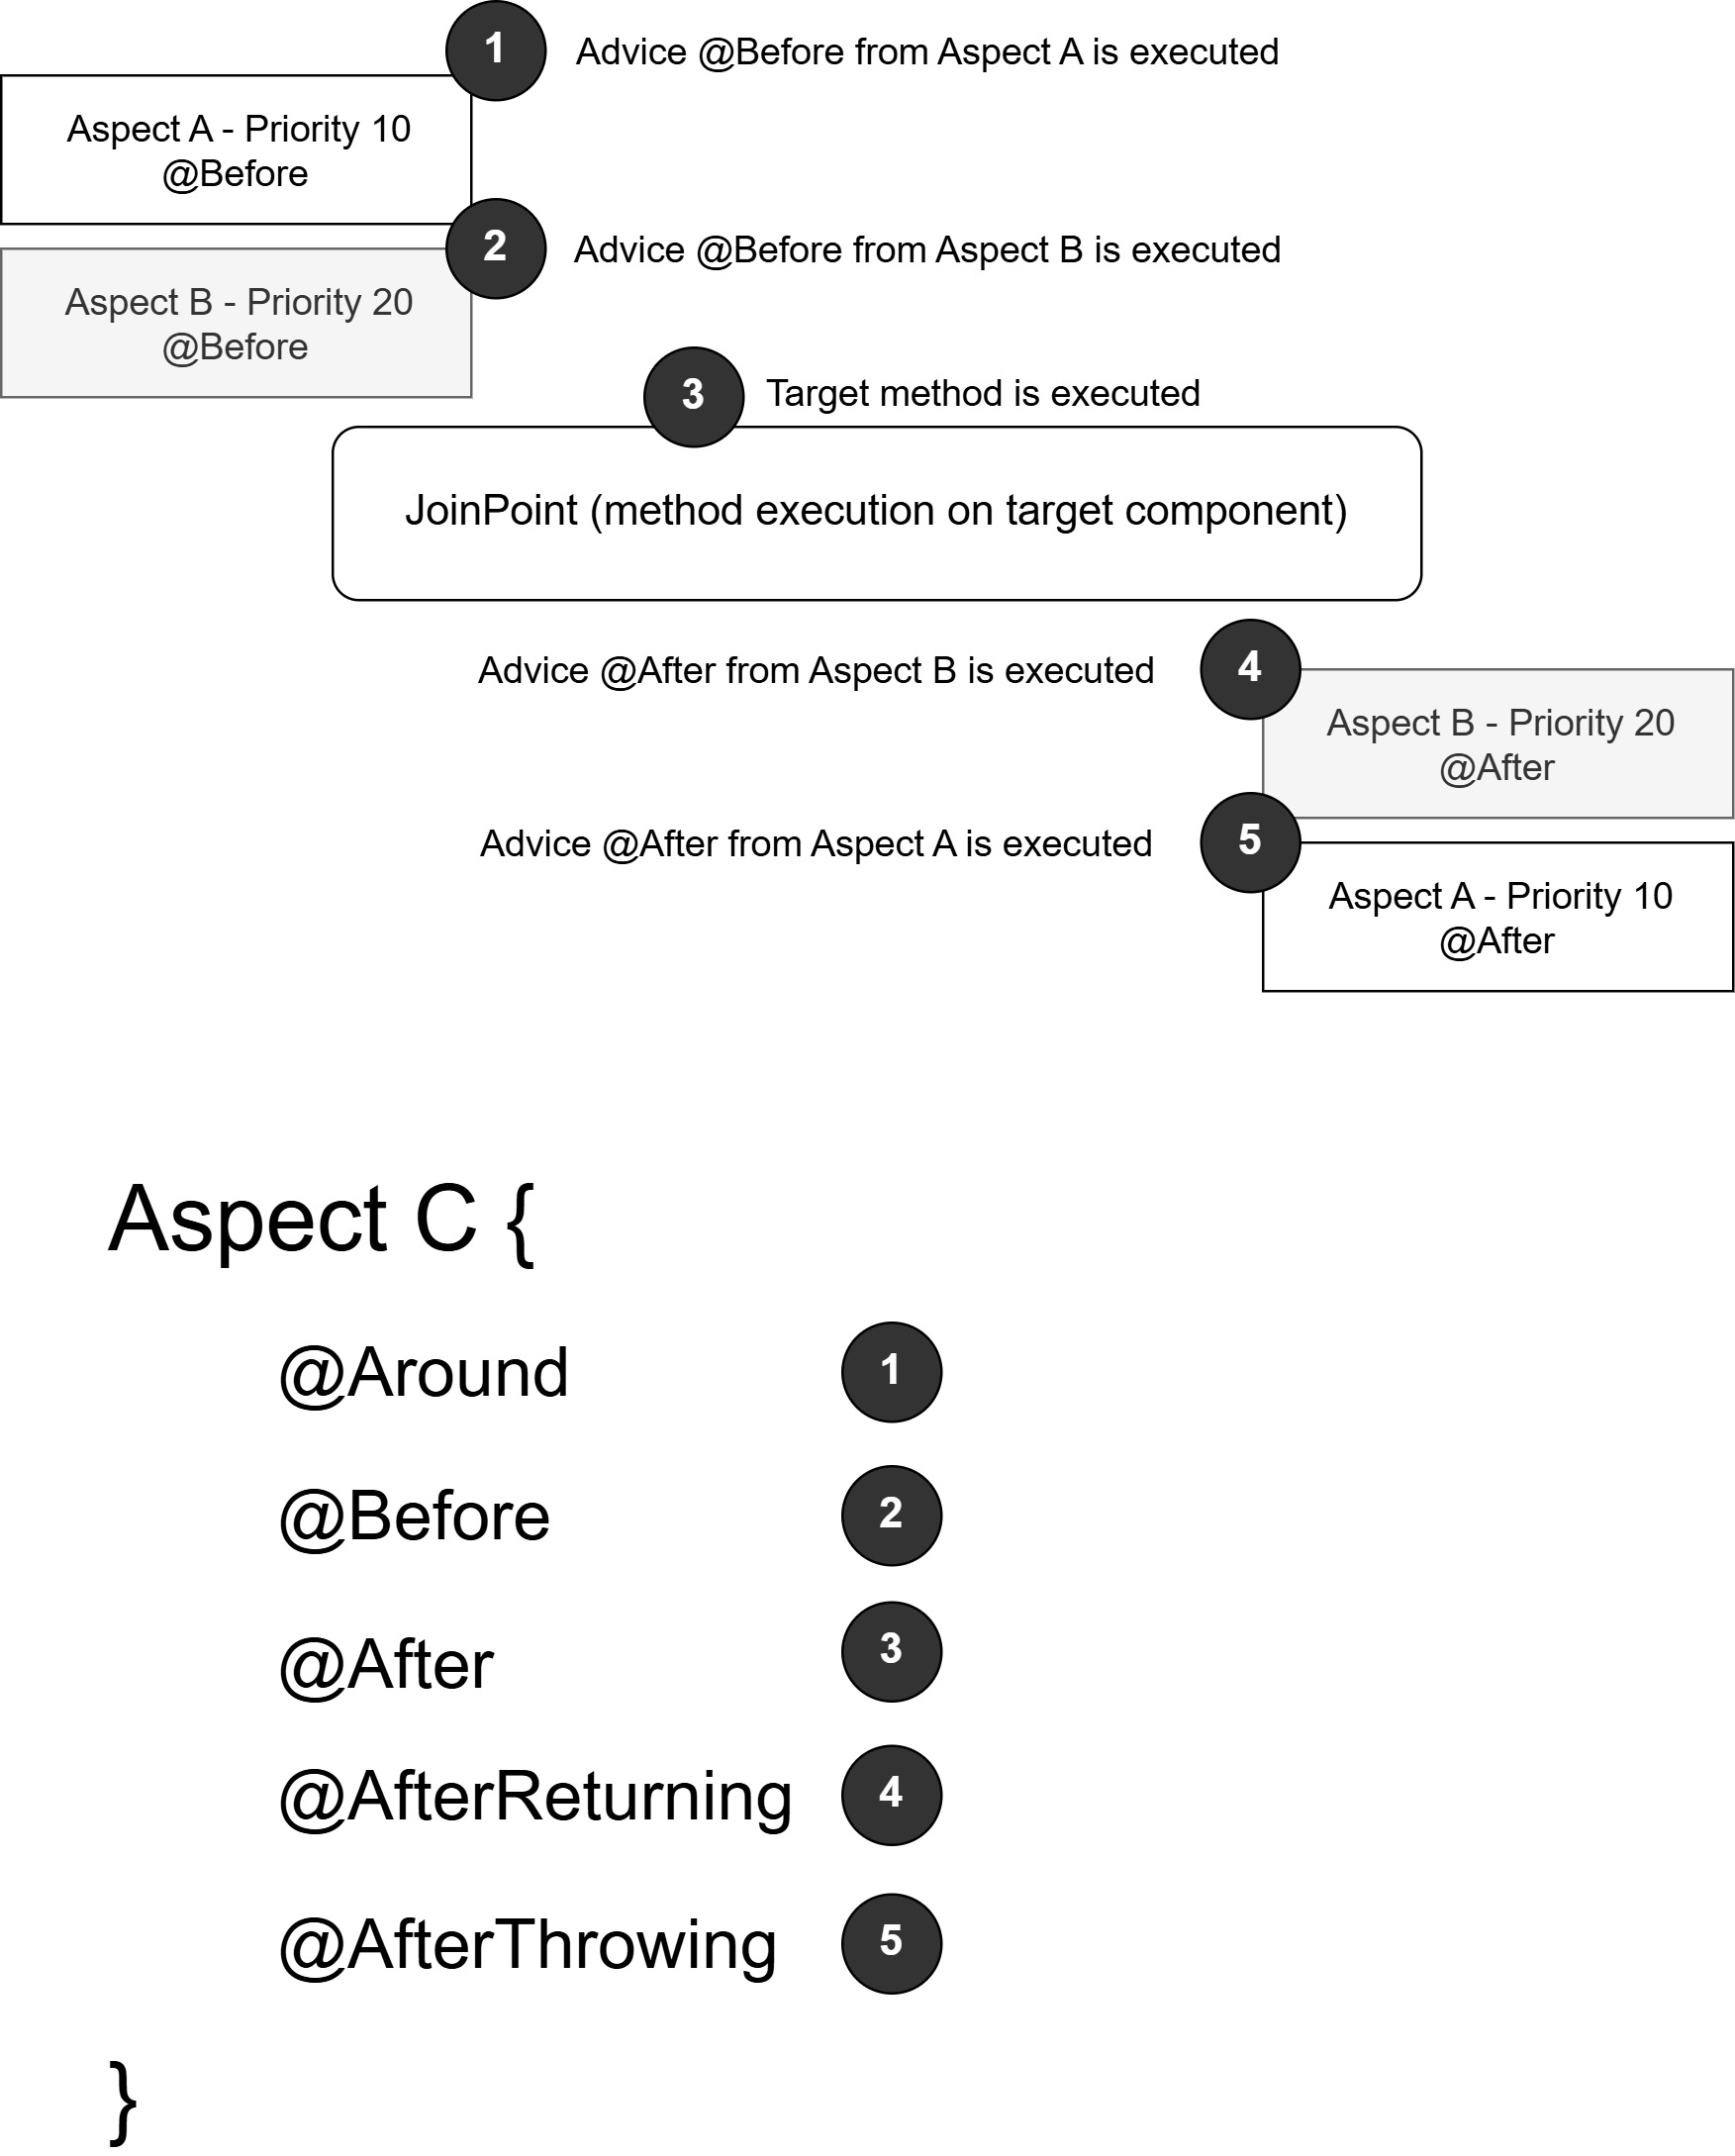 1
Advice @Before from Aspect A is executed
Aspect A - Priority 10
@Before
2
Advice @Before from Aspect B is executed
Aspect B - Priority 20
@Before
3
Target method is executed
JoinPoint (method execution on target component)
Advice @After from Aspect B is executed
4
Aspect B - Priority 20
@After
Advice @After from Aspect A is executed
5
Aspect A - Priority 10
@After
Aspect C {
@Around 1
@Before 2
@After 3
@AfterReturning 4
@AfterThrowing 5
}